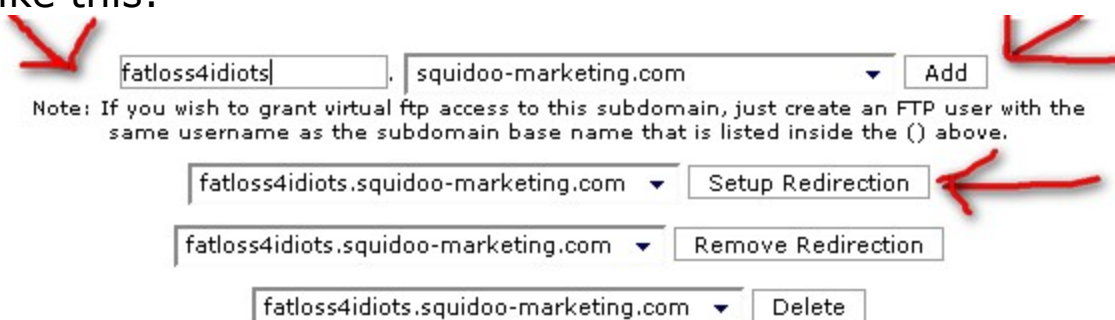 like this:
fatloss4idiots . squidoo-marketing.com Add
Note: If you wish to grant virtual ftp access to this subdomain, just create an FTP user with the
same username as the subdomain base name that is listed inside the () above.
fatloss4idiots.squidoo-marketing.com Setup Redirection
fatloss4idiots.squidoo-marketing.com Remove Redirection
fatloss4idiots.squidoo-marketing.com Delete